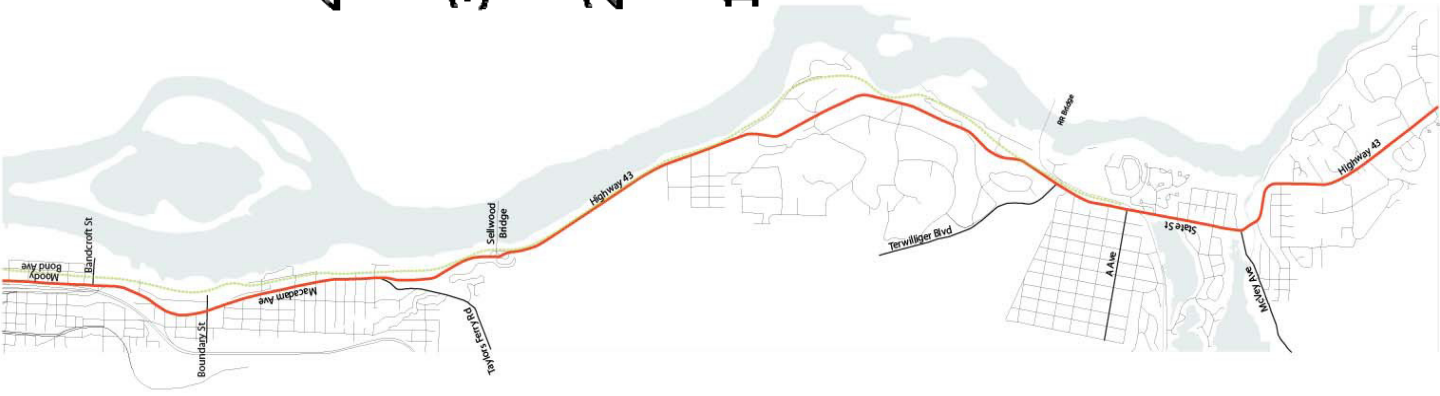 Bond Ave
Moody
Bandcroft St
Boundary St
Macadam Ave
Taylors Ferry Rd
Sellwood
Bridge
Highway 43
Terwilliger Blvd
RR Bridge
A Ave
State St
McVey Ave
Highway 43